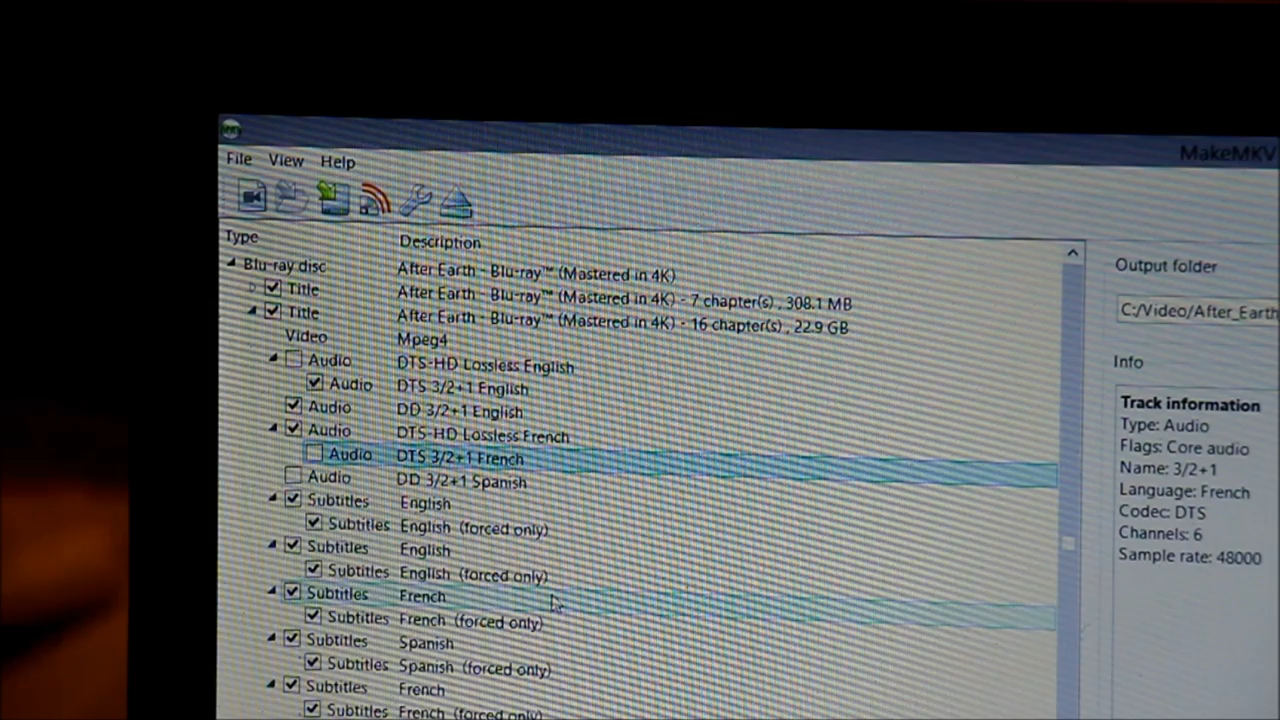 MakeMKV
File View Help
Type Description
Blu-ray disc After Earth - Blu-ray™ (Mastered in 4K)
Title After Earth - Blu-ray™ (Mastered in 4K) - 7 chapter(s) , 308.1 MB
Title After Earth - Blu-ray™ (Mastered in 4K) - 16 chapter(s) , 22.9 GB
Video Mpeg4
Audio DTS-HD Lossless English
Audio DTS 3/2+1 English
Audio DD 3/2+1 English
Audio DTS-HD Lossless French
Audio DTS 3/2+1 French
Audio DD 3/2+1 Spanish
Subtitles English
Subtitles English (forced only)
Subtitles English
Subtitles English (forced only)
Subtitles French
Subtitles French (forced only)
Subtitles Spanish
Subtitles Spanish (forced only)
Subtitles French
Subtitles French (forced only)
Output folder
C:/Video/After_Earth
Info
Track information
Type: Audio
Flags: Core audio
Name: 3/2+1
Language: French
Codec: DTS
Channels: 6
Sample rate: 48000